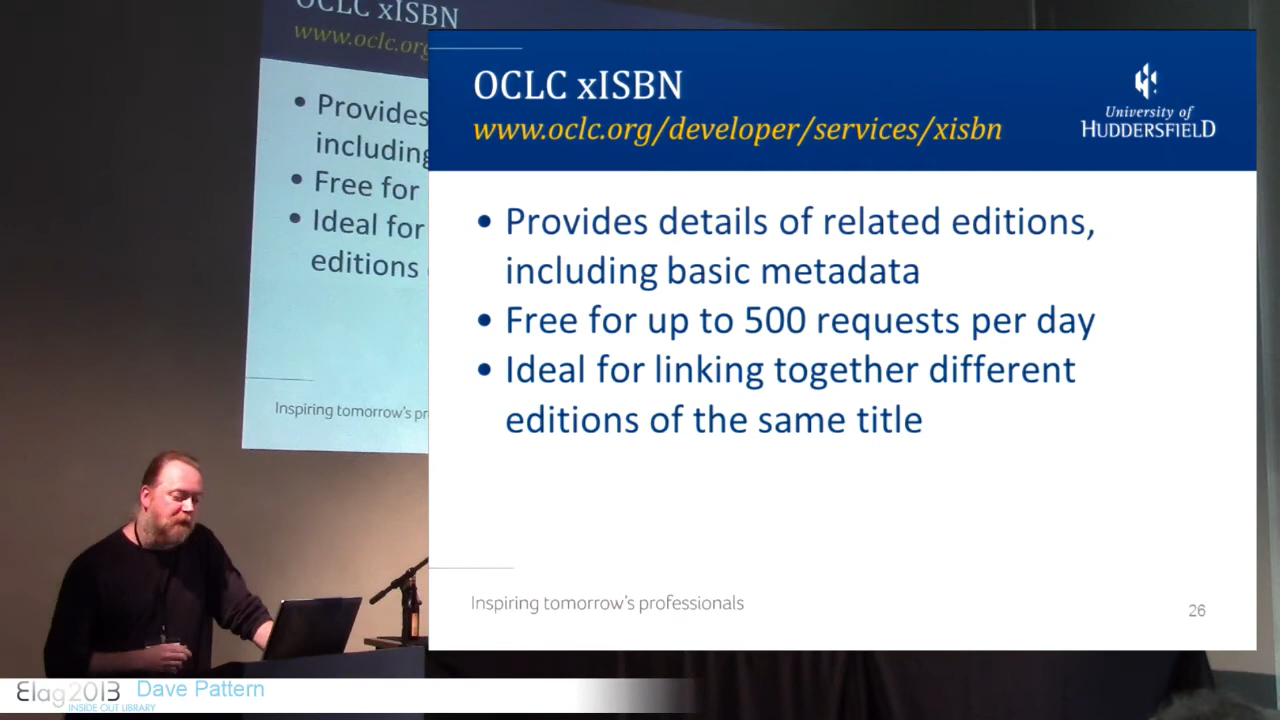 OCLC xISBN
www.oclc.org
Provides
including
Free for
Ideal for
editions
Inspiring tomorrow's pr
OCLC xISBN
www.oclc.org/developer/services/xisbn
University of
HUDDERSFIELD
• Provides details of related editions,
including basic metadata
• Free for up to 500 requests per day
• Ideal for linking together different
editions of the same title
Inspiring tomorrow's professionals
26
Elag2013 Dave Pattern
INSIDE OUT LIBRARY